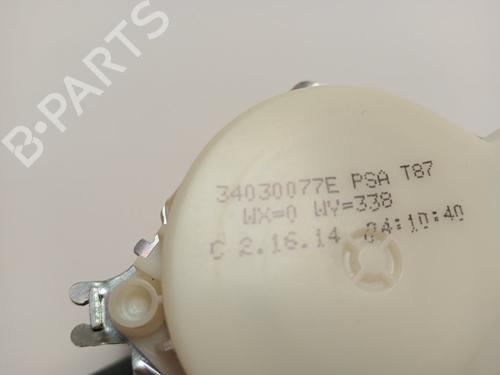 B-PARTS
34030077E PSA T87
WX=0 WY=338
C 2.16.14 04:10:40